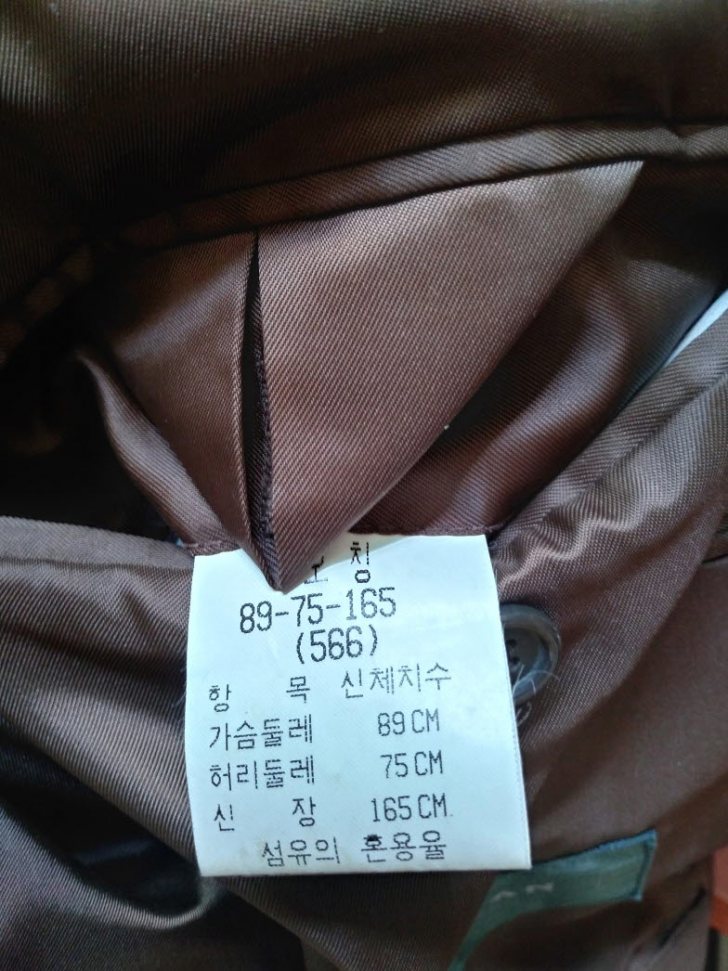 칭
89-75-165
(566)
항 목 신체치수
가슴둘레 89CM
허리둘레 75CM
신 장 165CM.
섬유의 혼용율